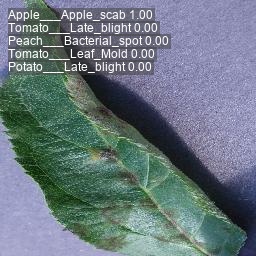 Apple___Apple_scab 1.00
Tomato___Late_blight 0.00
Peach___Bacterial_spot 0.00
Tomato___Leaf_Mold 0.00
Potato___Late_blight 0.00